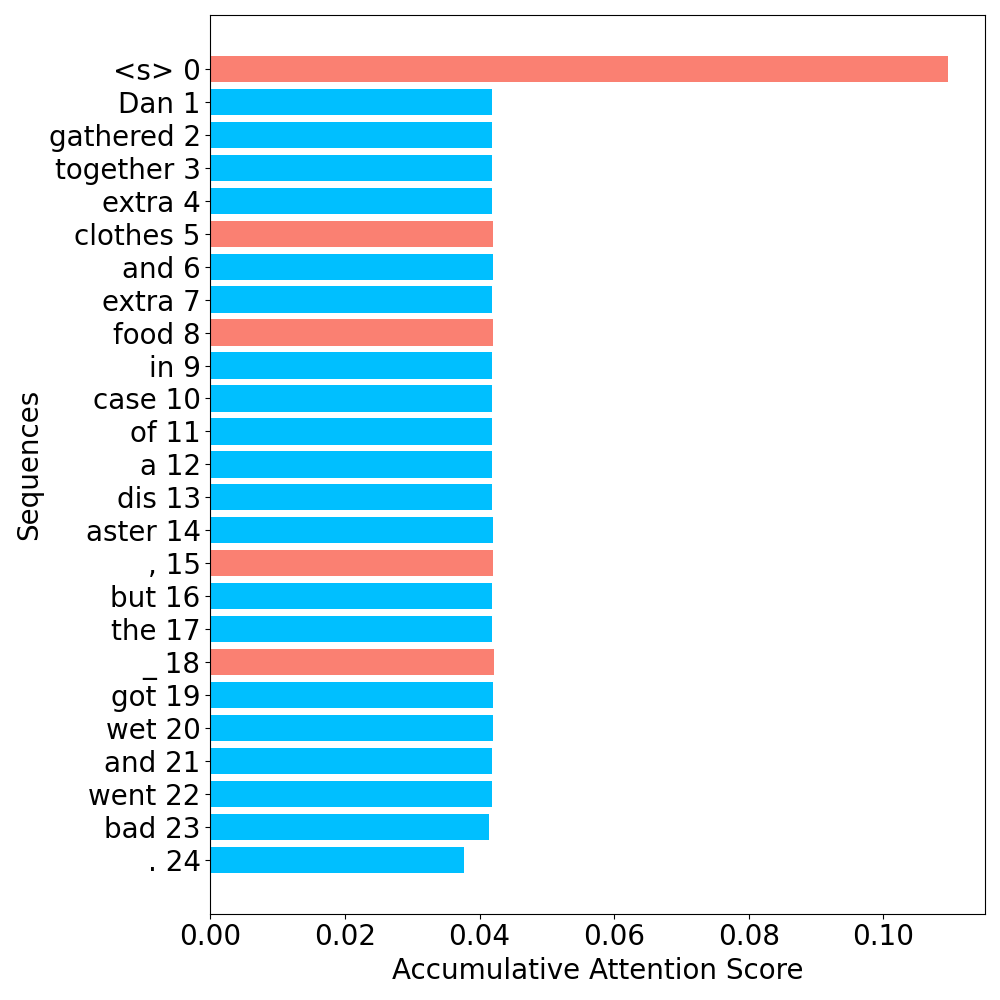 <s> 0
Dan 1
gathered 2
together 3
extra 4
clothes 5
and 6
extra 7
food 8
in 9
case 10
of 11
a 12
dis 13
aster 14
, 15
but 16
the 17
_ 18
got 19
wet 20
and 21
went 22
bad 23
. 24
Sequences
0.00 0.02 0.04 0.06 0.08 0.10
Accumulative Attention Score